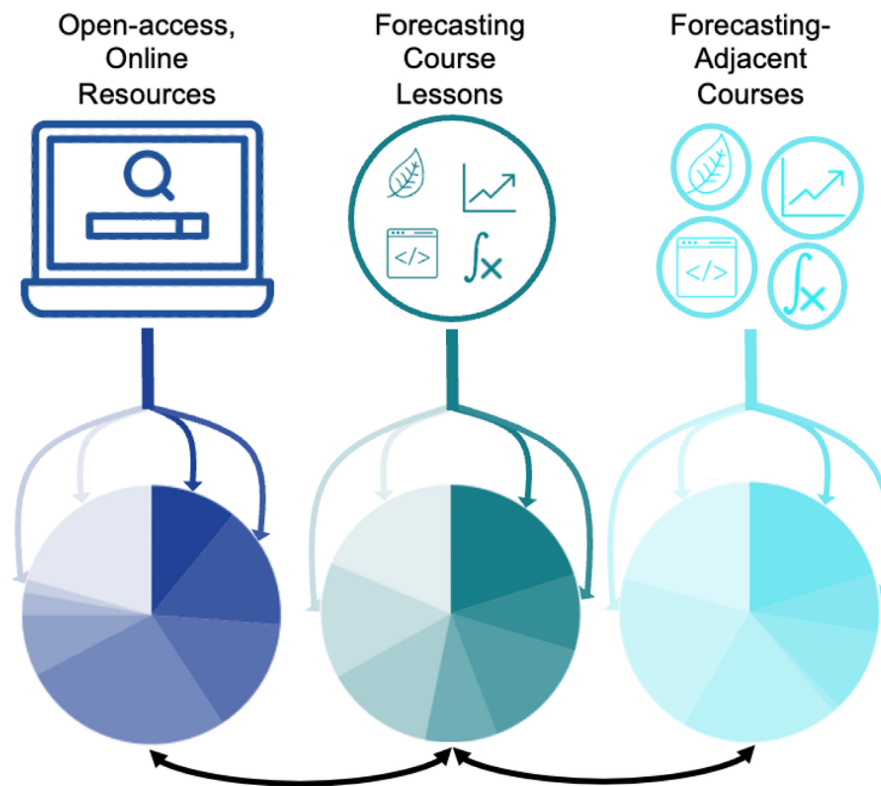 Open-access,
Online
Resources
Forecasting
Course
Lessons
Forecasting-
Adjacent
Courses
</>
∫x
</>
∫x